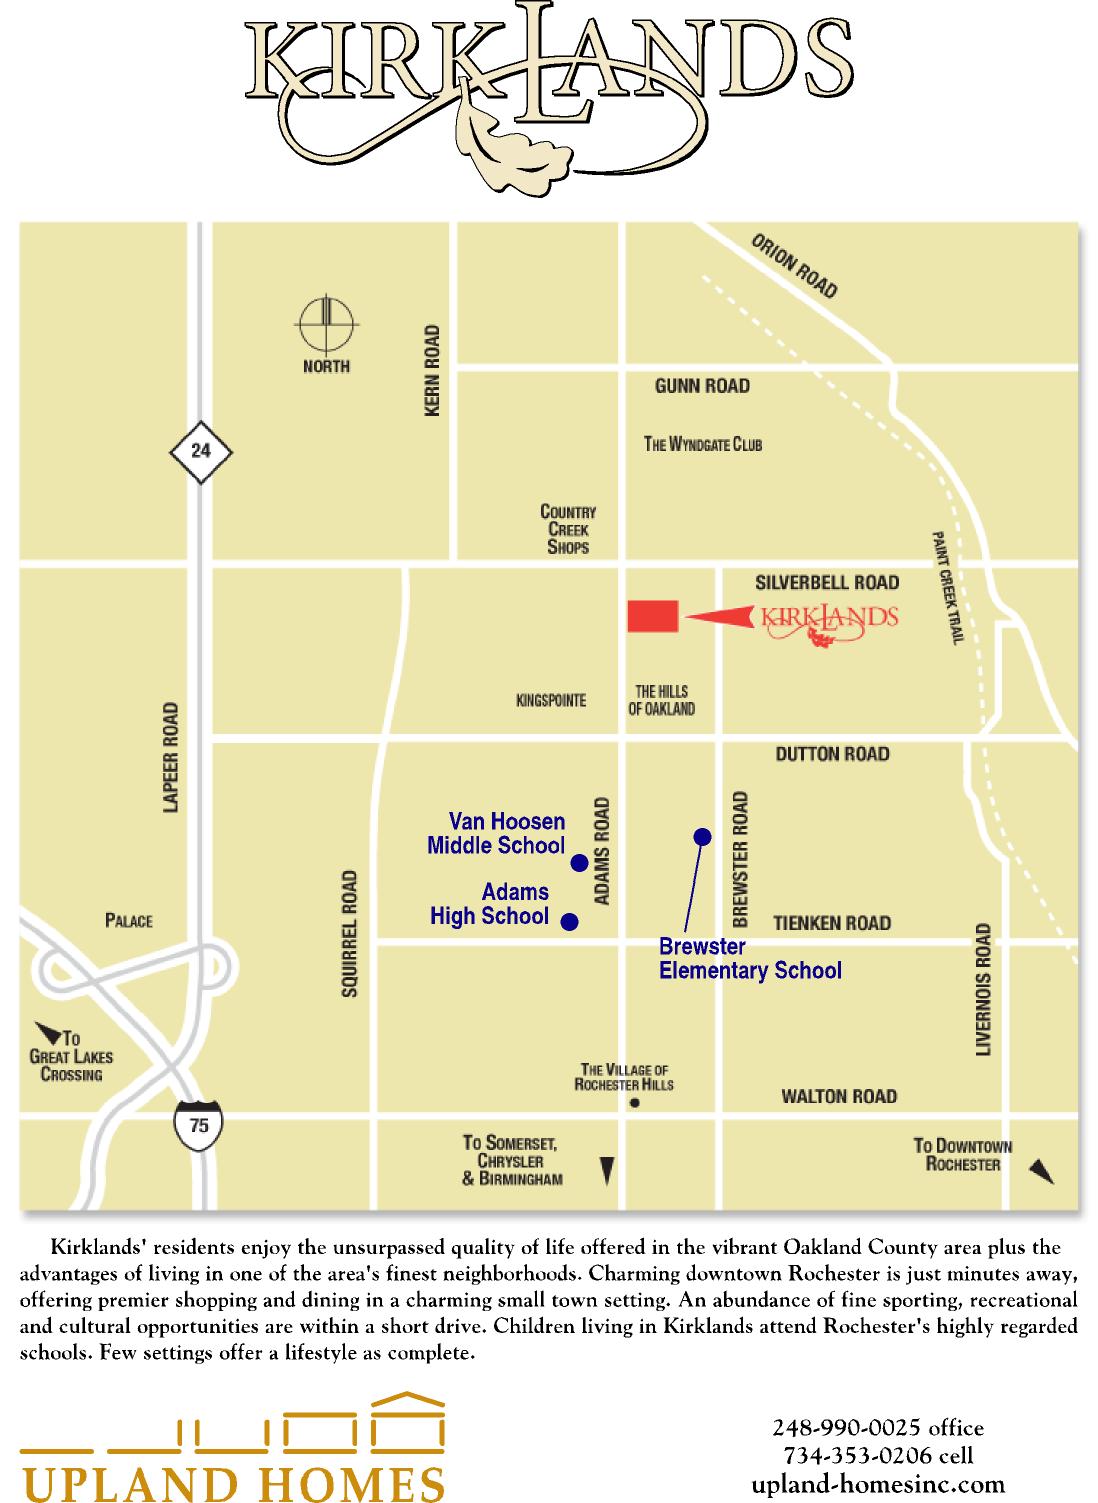 KIRKLANDS
ORION ROAD
NORTH
KERN ROAD
GUNN ROAD
THE WYNDGATE CLUB
24
COUNTRY
CREEK
SHOPS
PAINT CREEK TRAIL
SILVERBELL ROAD
KIRKLANDS
KINGSPOINTE
THE HILLS
OF OAKLAND
LAPEER ROAD
DUTTON ROAD
Van Hoosen
Middle School
ADAMS ROAD
BREWSTER ROAD
Adams
High School
SQUIRREL ROAD
PALACE
TIENKEN ROAD
Brewster
Elementary School
LIVERNOIS ROAD
TO
GREAT LAKES
CROSSING
THE VILLAGE OF
ROCHESTER HILLS
WALTON ROAD
75
TO SOMERSET,
CHRYSLER
& BIRMINGHAM
TO DOWNTOWN
ROCHESTER
Kirklands' residents enjoy the unsurpassed quality of life offered in the vibrant Oakland County area plus the
advantages of living in one of the area's finest neighborhoods. Charming downtown Rochester is just minutes away,
offering premier shopping and dining in a charming small town setting. An abundance of fine sporting, recreational
and cultural opportunities are within a short drive. Children living in Kirklands attend Rochester's highly regarded
schools. Few settings offer a lifestyle as complete.
UPLAND HOMES
248-990-0025 office
734-353-0206 cell
upland-homesinc.com